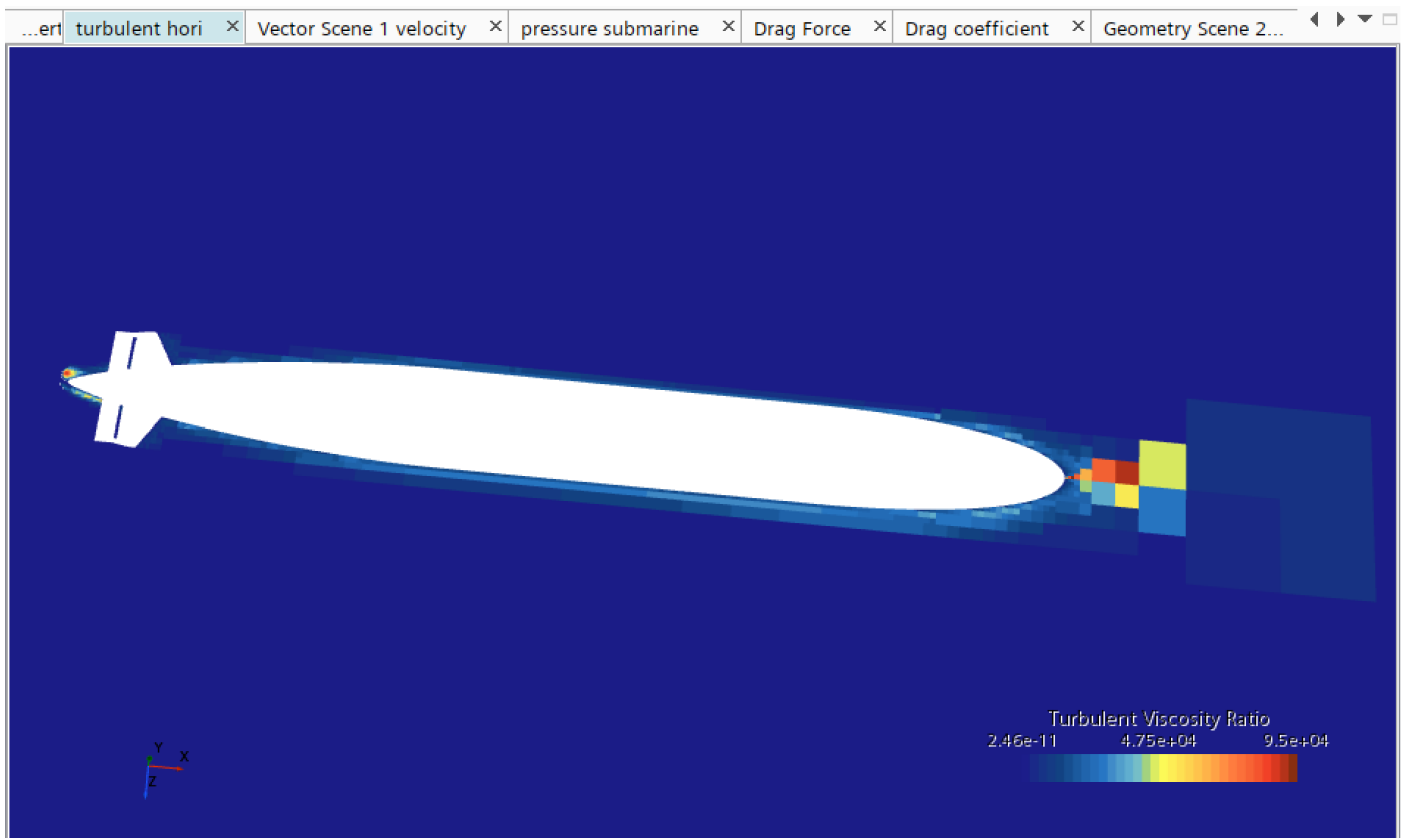 ...ert turbulent hori × Vector Scene 1 velocity × pressure submarine × Drag Force × Drag coefficient × Geometry Scene 2...
Turbulent Viscosity Ratio
2.46e-11 4.75e+04 9.5e+04
Y
X
Z